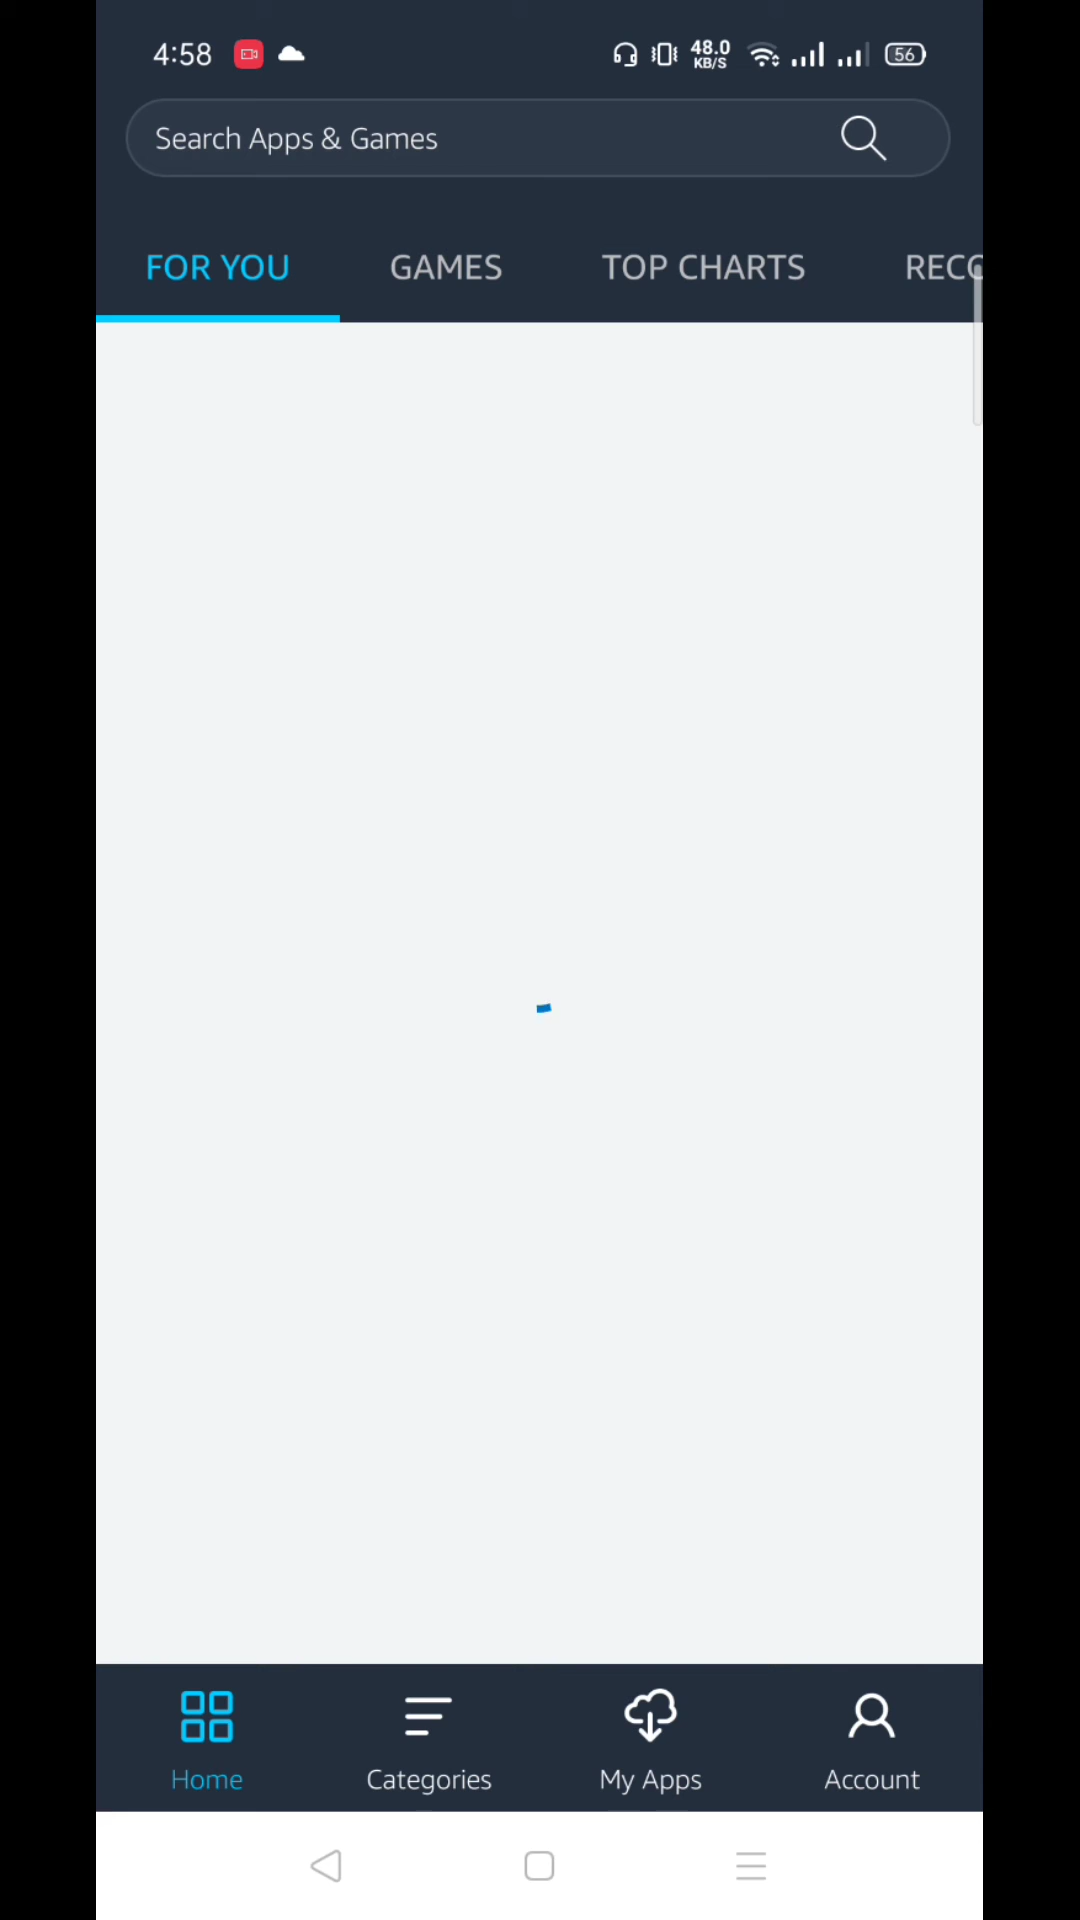 4:58 48.0 KB/S 56
Search Apps & Games
FOR YOU GAMES TOP CHARTS RECO
Home Categories My Apps Account